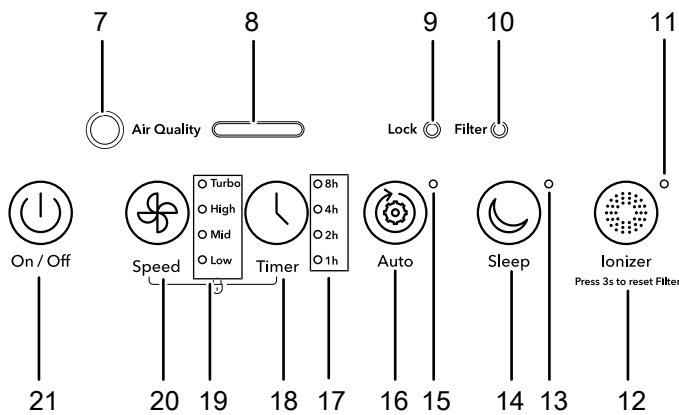 7 8 9 10 11
Air Quality Lock Filter
Turbo 8h
High 4h
Mid 2h
Low 1h
On / Off Speed Timer Auto Sleep Ionizer
Press 3s to reset Filter
21 20 19 18 17 16 15 14 13 12